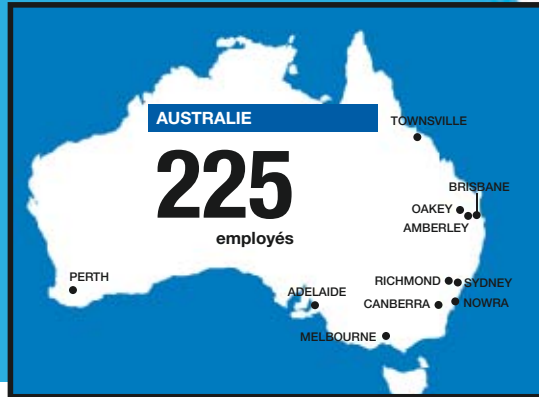 AUSTRALIE
TOWNSVILLE
225
employés
BRISBANE
OAKEY
AMBERLEY
PERTH
RICHMOND
SYDNEY
ADELAIDE
CANBERRA
NOWRA
MELBOURNE